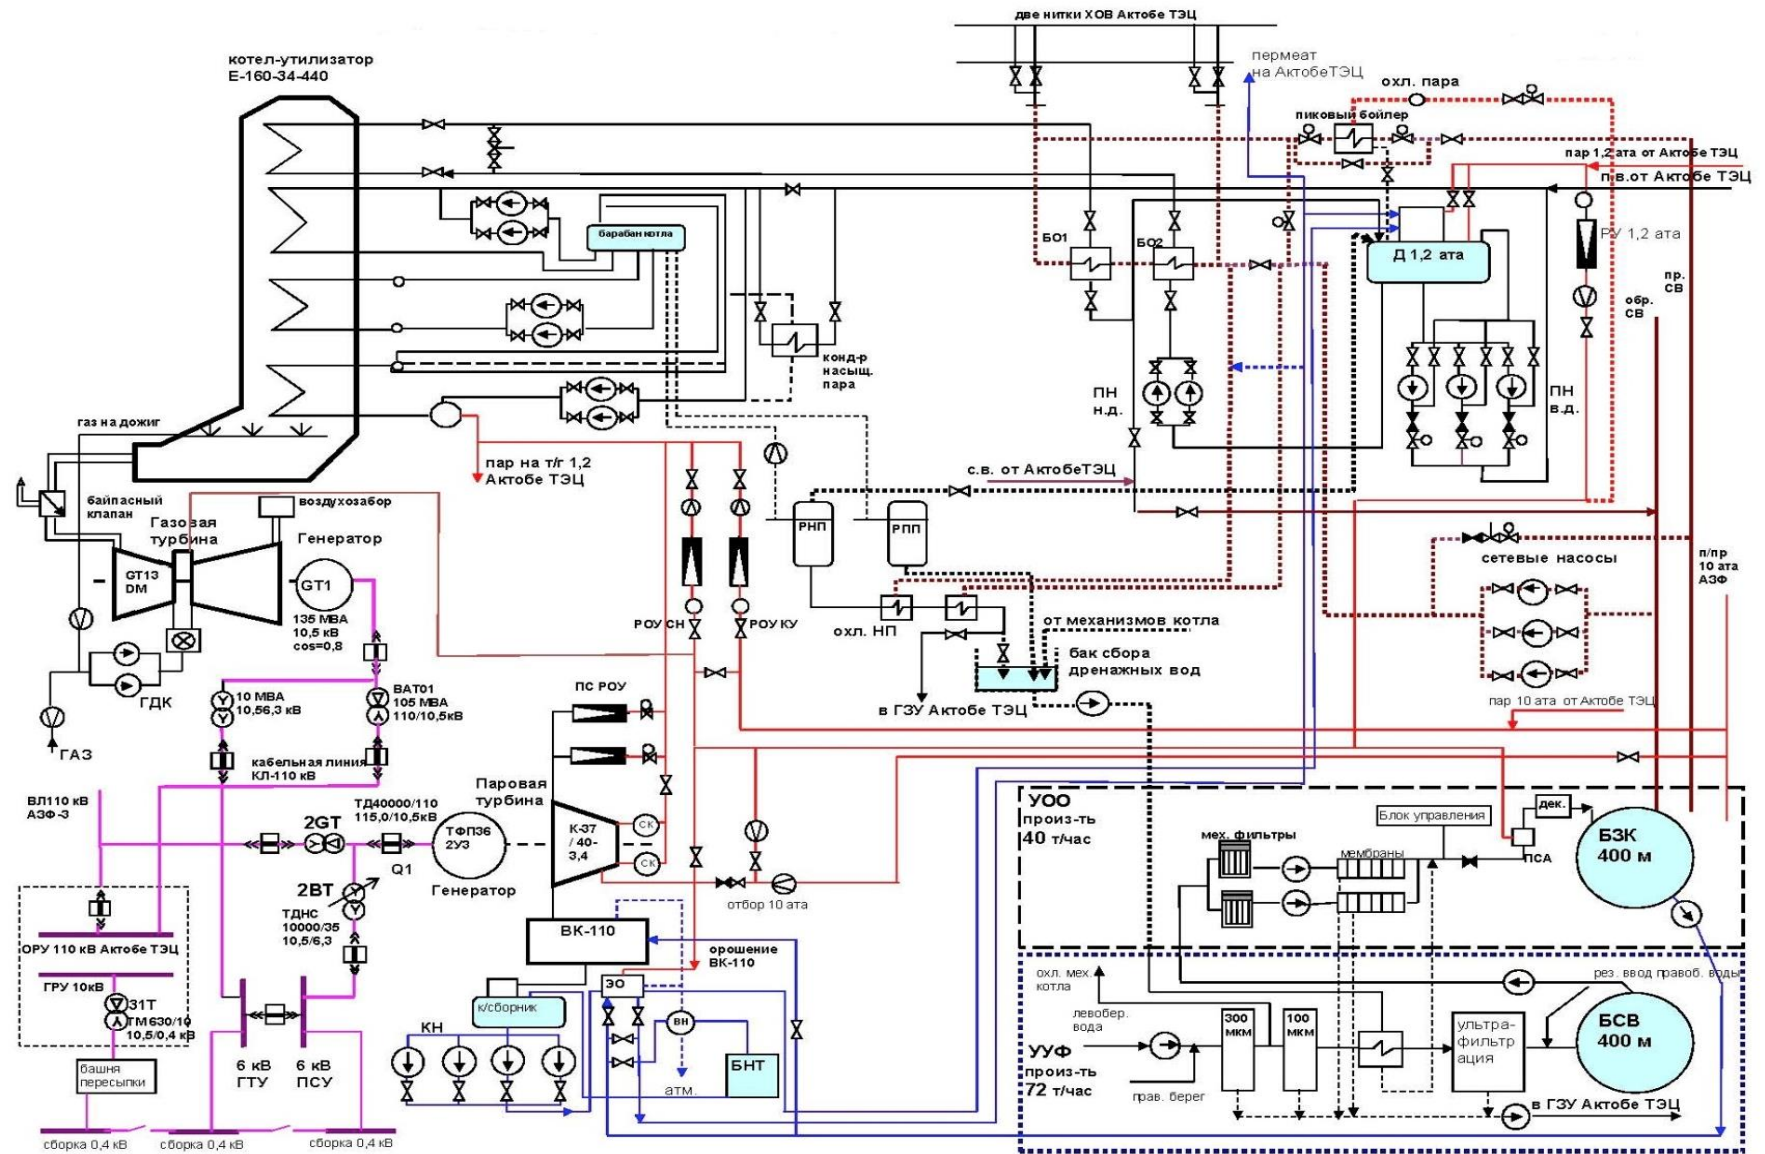 две нитки ХОВ Актобе ТЭЦ
котел-утилизатор
Е-160-34-440
пермеат
на АктобеТЭЦ
охл. пара
пиковый бойлер
пар 1,2 ата от Актобе ТЭЦ
п.в.от Актобе ТЭЦ
барабан котла
БО1
БО2
Д 1,2 ата
РУ 1,2 ата
пр.
СВ
обр.
СВ
конд-р
насыщ.
пара
ПН
н.д.
ПН
в.д.
газ на дожиг
пар на т/г 1,2
Актобе ТЭЦ
с.в. от АктобеТЭЦ
байпасный
клапан
воздухозабор
Газовая
турбина
Генератор
РНП
РПП
GT13
DM
GT1
135 МВА
10,5 кВ
cos=0,8
сетевые насосы
п/пр
10 ата
АЗФ
РОУ СН
РОУ КУ
охл. НП
от механизмов котла
бак сбора
дренажных вод
в ГЗУ Актобе ТЭЦ
ГДК
ГАЗ
10 МВА
10,56,3 кВ
ВАТ01
105 МВА
110/10,5кВ
ПС РОУ
пар 10 ата от Актобе ТЭЦ
кабельная линия
КЛ-110 кВ
ВЛ110 кВ
АЗФ-3
Паровая
турбина
ТД40000/110
115,0/10,5кВ
2GT
ТФП36
2У3
К-37
/ 40-
3,4
СК
СК
Q1
Генератор
отбор 10 ата
УОО
произ-ть
40 т/час
мех. фильтры
Блок управления
мембраны
дек.
ПСА
БЗК
400 м
2ВТ
ТДНС
10000/35
10,5/6,3
ОРУ 110 кВ Актобе ТЭЦ
ГРУ 10кВ
31Т
ТМ630/10
10,5/0,4 кВ
ВК-110
орошение
ВК-110
ЭО
к/сборник
КН
ВН
БНТ
атм.
башня
пересыпки
6 кВ
ГТУ
6 кВ
ПСУ
сборка 0,4 кВ
сборка 0,4 кВ
сборка 0,4 кВ
охл. мех.
котла
рез. ввод правоб. воды
левобер.
вода
300
мкм
100
мкм
ультра-
фильтр
ация
БСВ
400 м
УУФ
произ-ть
72 т/час
прав. берег
в ГЗУ Актобе ТЭЦ